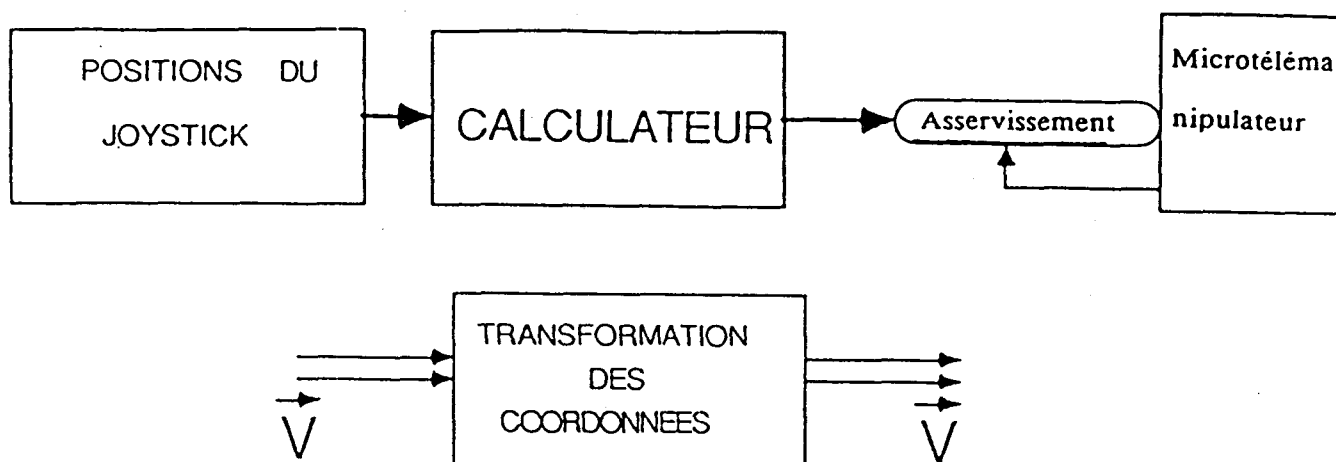 POSITIONS DU
JOYSTICK
CALCULATEUR
Asservissement
Microtéléma
nipulateur
TRANSFORMATION
DES
COORDONNEES
V
V